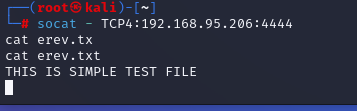 (root㉿kali)-[~]
# socat - TCP4:192.168.95.206:4444
cat erev.tx
cat erev.txt
THIS IS SIMPLE TEST FILE